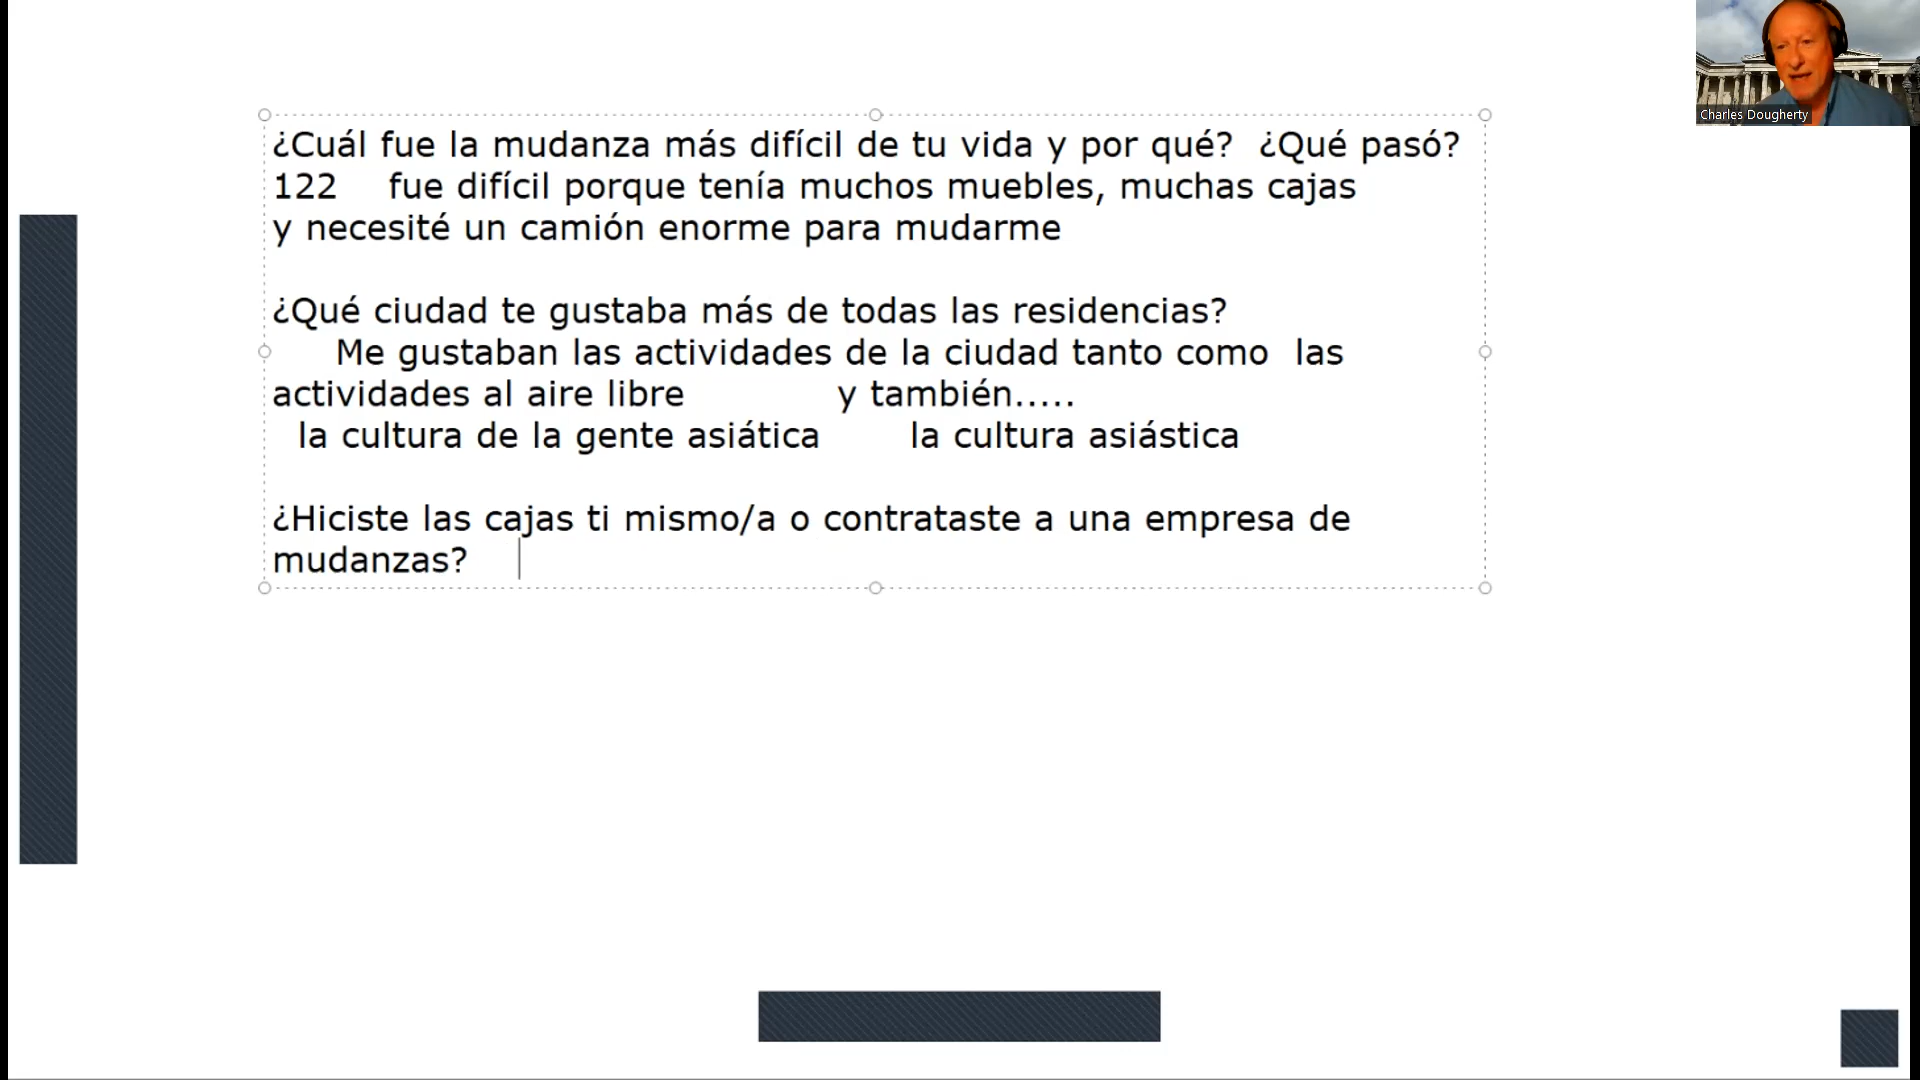 ¿Cuál fue la mudanza más difícil de tu vida y por qué?  ¿Qué pasó?
122    fue difícil porque tenía muchos muebles, muchas cajas
y necesité un camión enorme para mudarme
¿Qué ciudad te gustaba más de todas las residencias?
Me gustaban las actividades de la ciudad tanto como  las
actividades al aire libre            y también.....
la cultura de la gente asiática       la cultura asiástica
¿Hiciste las cajas ti mismo/a o contrataste a una empresa de
mudanzas?
Charles Dougherty